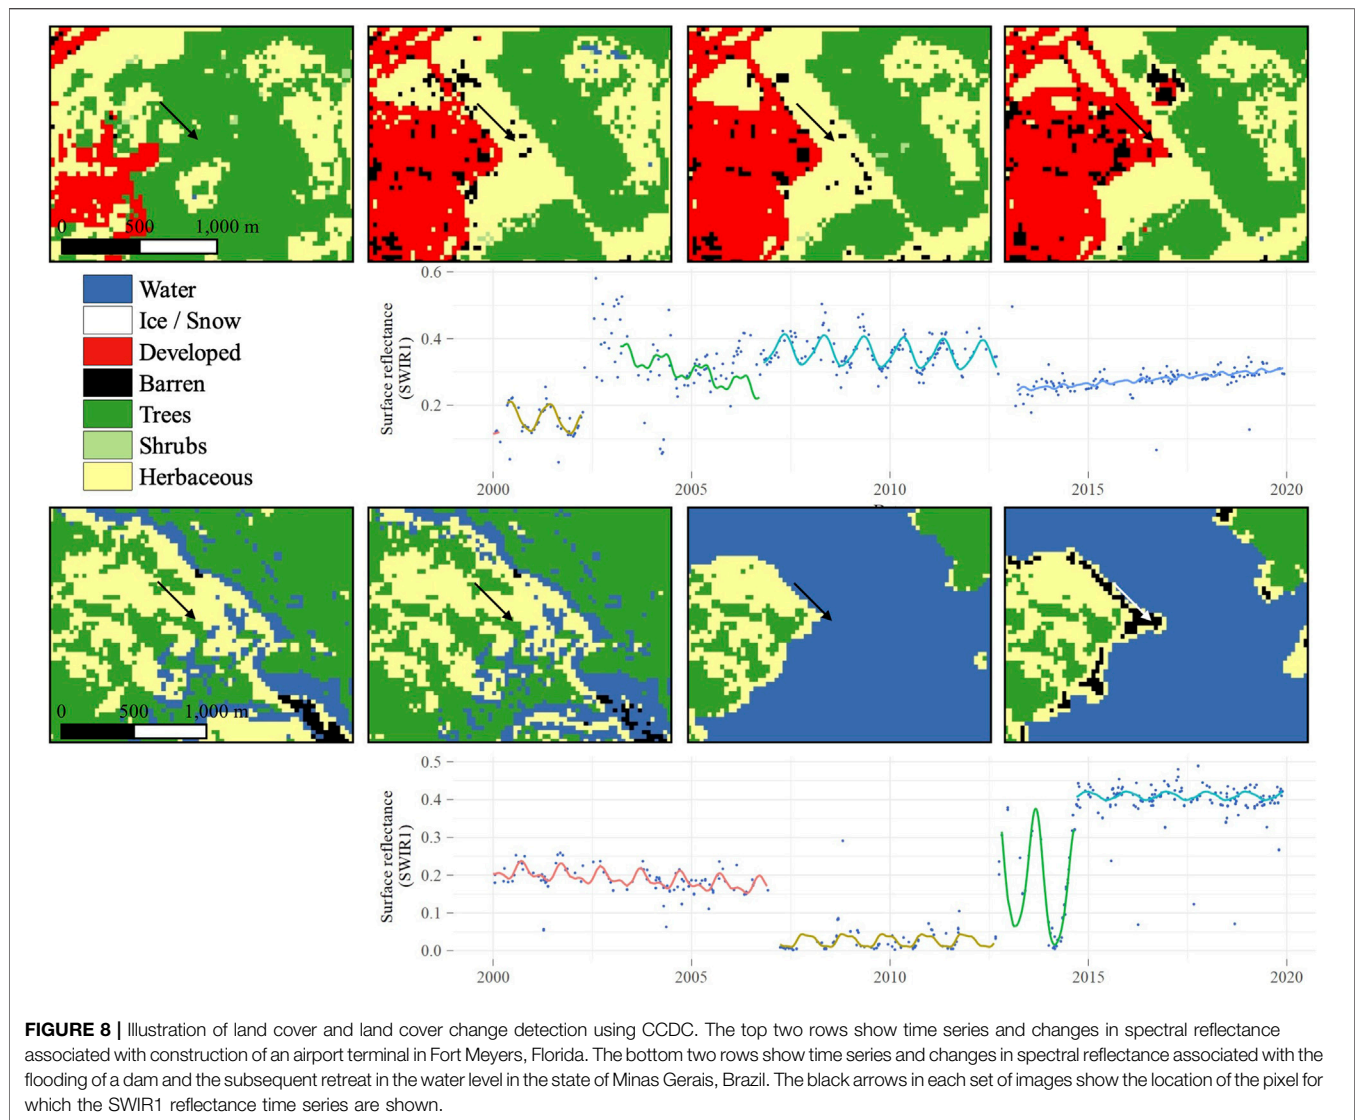 0 500 1,000 m
Water
Ice / Snow
Developed
Barren
Trees
Shrubs
Herbaceous
Surface reflectance
(SWIR1)
0.6
0.4
0.2
2000 2005 2010 2015 2020
0 500 1,000 m
Surface reflectance
(SWIR1)
0.5
0.4
0.3
0.2
0.1
0.0
2000 2005 2010 2015 2020
FIGURE 8 | Illustration of land cover and land cover change detection using CCDC. The top two rows show time series and changes in spectral reflectance
associated with construction of an airport terminal in Fort Meyers, Florida. The bottom two rows show time series and changes in spectral reflectance associated with the
flooding of a dam and the subsequent retreat in the water level in the state of Minas Gerais, Brazil. The black arrows in each set of images show the location of the pixel for
which the SWIR1 reflectance time series are shown.